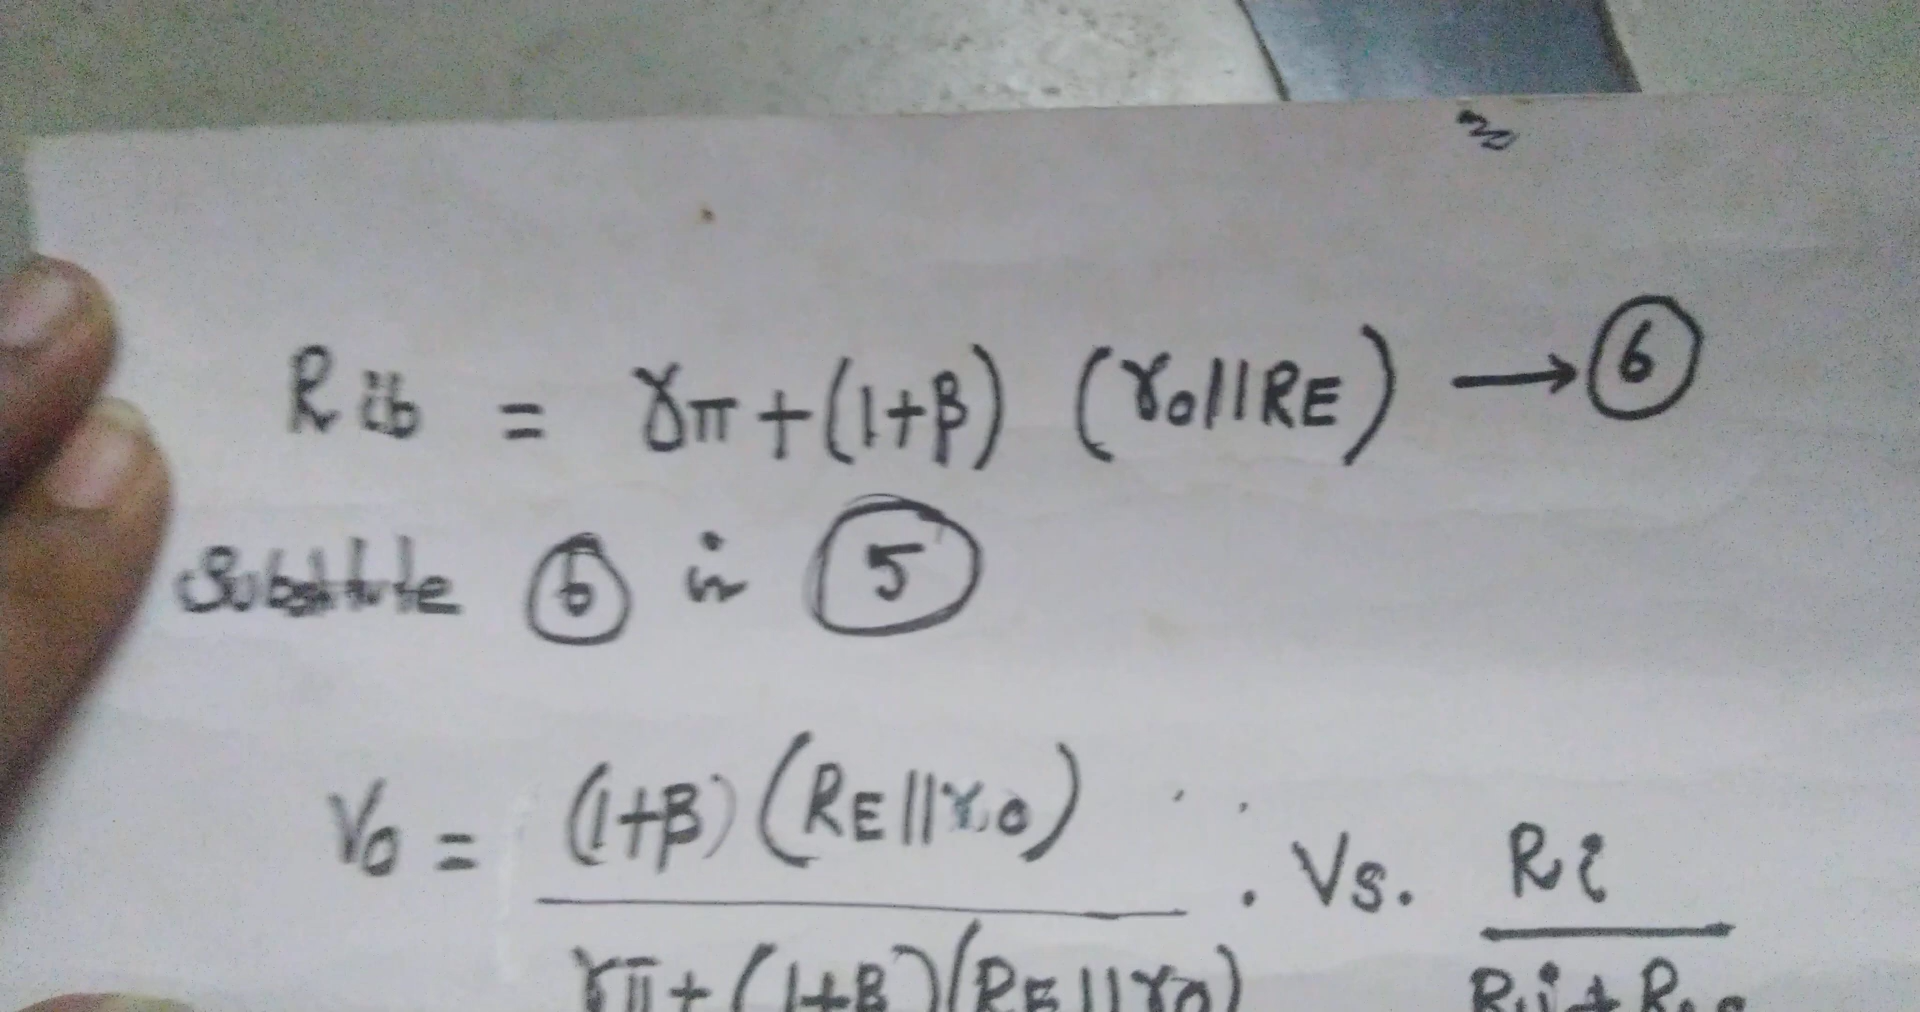 Rib = rπ + (1+β) (ro||RE) → 6
Substitute 6 in 5
Vo = (1+β) (RE||ro) . Vs. Ri
rπ + (1+β)(RE||ro) Ri +